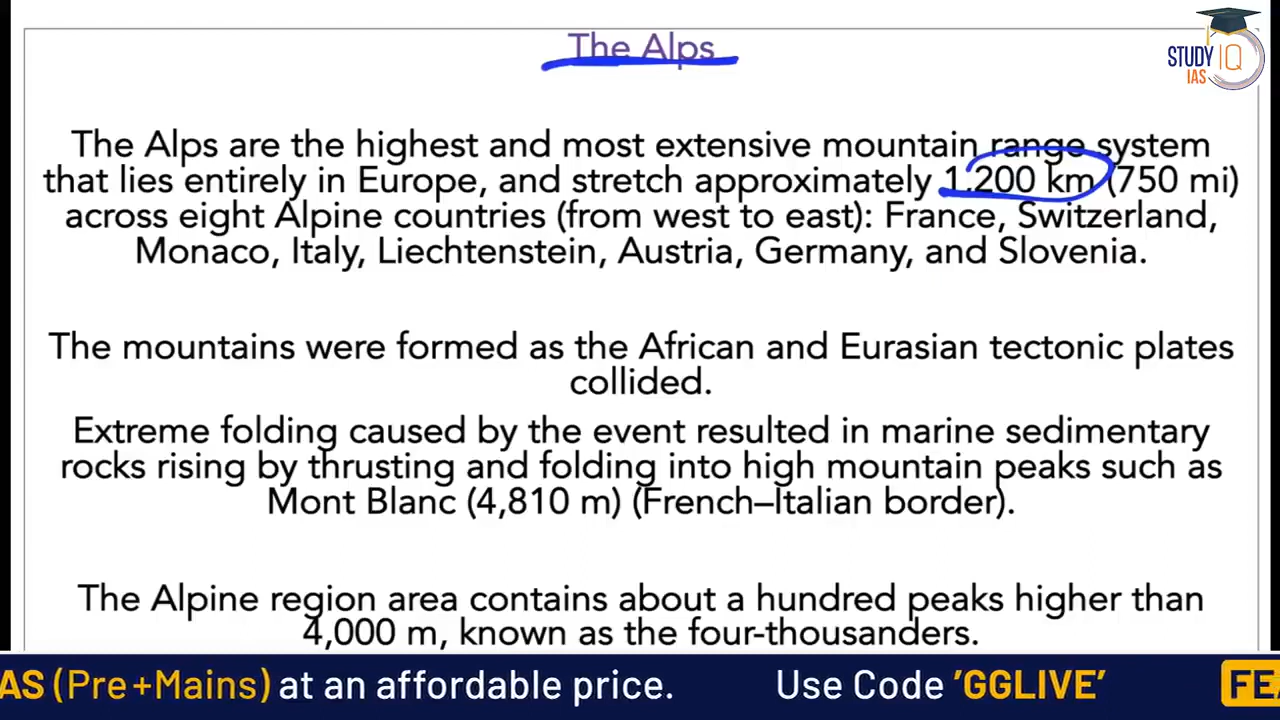 The Alps
STUDY IQ
IAS
The Alps are the highest and most extensive mountain range system
that lies entirely in Europe, and stretch approximately 1,200 km (750 mi)
across eight Alpine countries (from west to east): France, Switzerland,
Monaco, Italy, Liechtenstein, Austria, Germany, and Slovenia.
The mountains were formed as the African and Eurasian tectonic plates
collided.
Extreme folding caused by the event resulted in marine sedimentary
rocks rising by thrusting and folding into high mountain peaks such as
Mont Blanc (4,810 m) (French–Italian border).
The Alpine region area contains about a hundred peaks higher than
4,000 m, known as the four-thousanders.
AS (Pre+Mains) at an affordable price. Use Code 'GGLIVE'